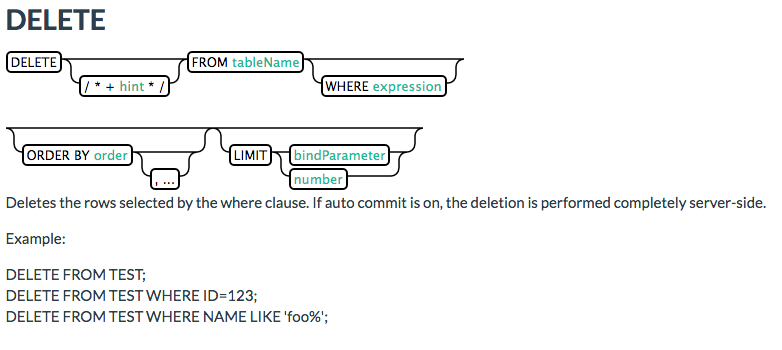 DELETE
DELETE / * + hint * / FROM tableName WHERE expression
ORDER BY order , ... LIMIT bindParameter
number
Deletes the rows selected by the where clause. If auto commit is on, the deletion is performed completely server-side.
Example:
DELETE FROM TEST;
DELETE FROM TEST WHERE ID=123;
DELETE FROM TEST WHERE NAME LIKE 'foo%';